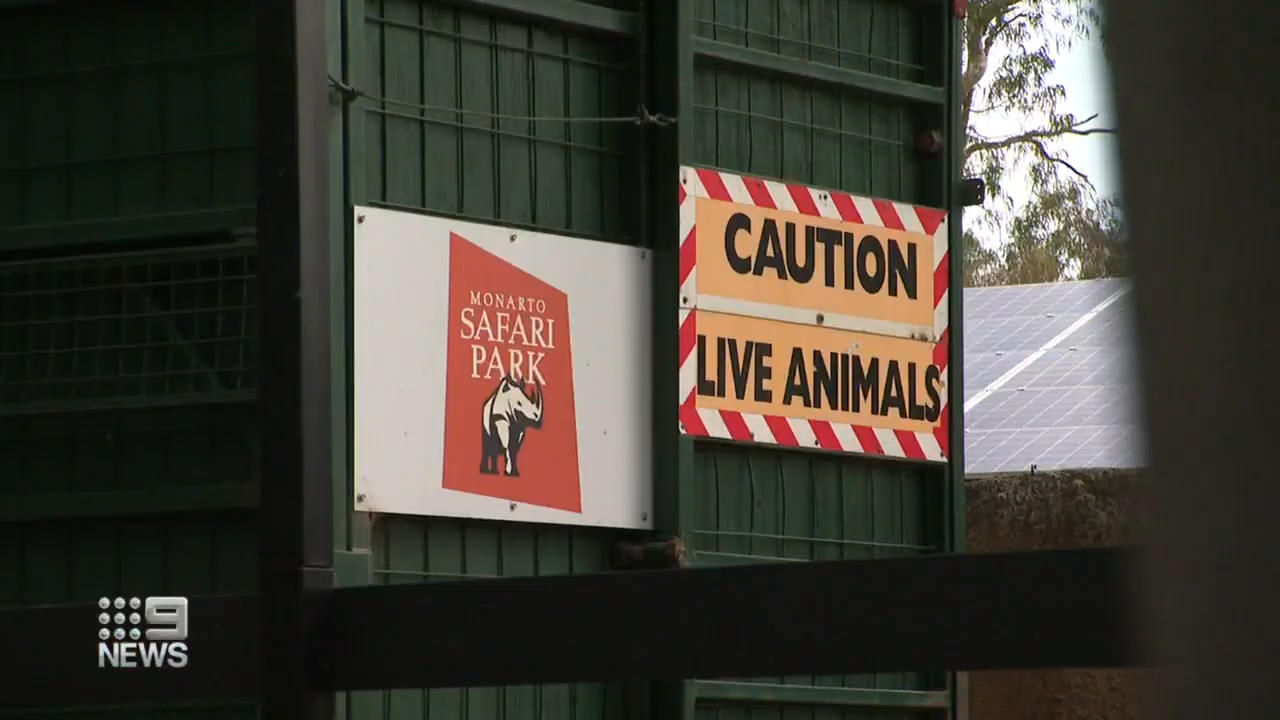 MONARTO
SAFARI
PARK
CAUTION
LIVE ANIMALS
9
NEWS